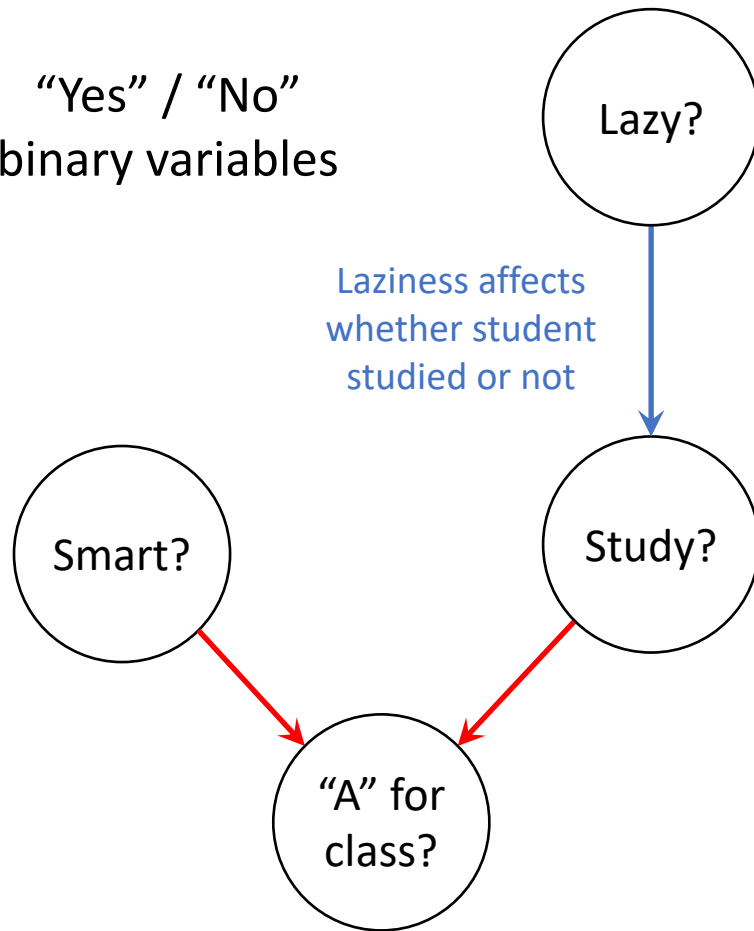 “Yes” / “No”
binary variables
Lazy?
Laziness affects
whether student
studied or not
Smart?
Study?
“A” for
class?